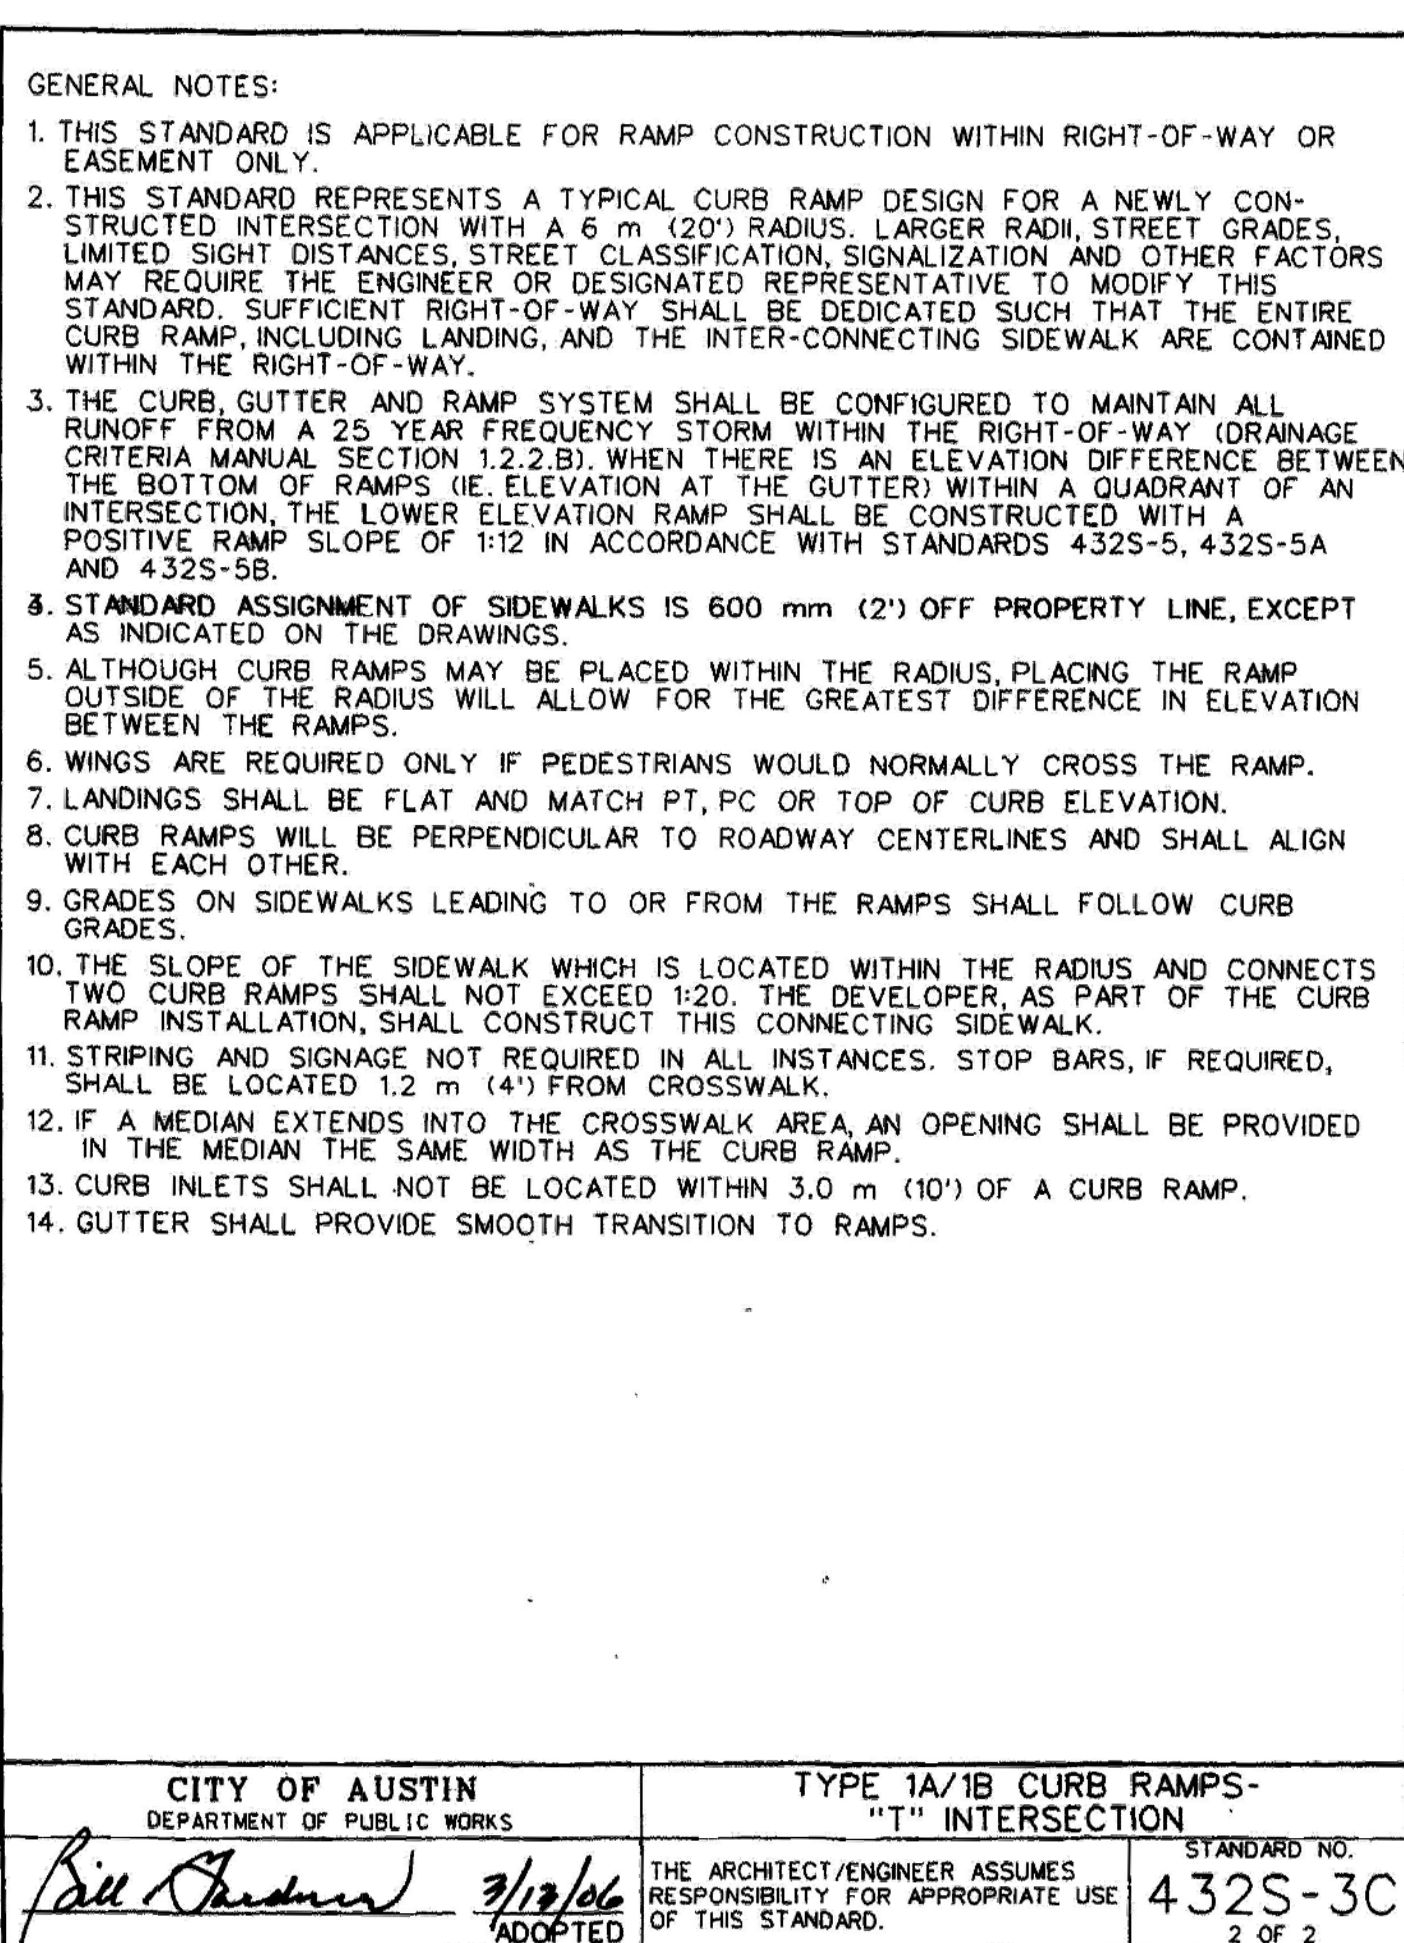 GENERAL NOTES:
1. THIS STANDARD IS APPLICABLE FOR RAMP CONSTRUCTION WITHIN RIGHT-OF-WAY OR
EASEMENT ONLY.
2. THIS STANDARD REPRESENTS A TYPICAL CURB RAMP DESIGN FOR A NEWLY CON-
STRUCTED INTERSECTION WITH A 6 m (20') RADIUS. LARGER RADII, STREET GRADES,
LIMITED SIGHT DISTANCES, STREET CLASSIFICATION, SIGNALIZATION AND OTHER FACTORS
MAY REQUIRE THE ENGINEER OR DESIGNATED REPRESENTATIVE TO MODIFY THIS
STANDARD. SUFFICIENT RIGHT-OF-WAY SHALL BE DEDICATED SUCH THAT THE ENTIRE
CURB RAMP, INCLUDING LANDING, AND THE INTER-CONNECTING SIDEWALK ARE CONTAINED
WITHIN THE RIGHT-OF-WAY.
3. THE CURB, GUTTER AND RAMP SYSTEM SHALL BE CONFIGURED TO MAINTAIN ALL
RUNOFF FROM A 25 YEAR FREQUENCY STORM WITHIN THE RIGHT-OF-WAY (DRAINAGE
CRITERIA MANUAL SECTION 1.2.2.B). WHEN THERE IS AN ELEVATION DIFFERENCE BETWEEN
THE BOTTOM OF RAMPS (IE. ELEVATION AT THE GUTTER) WITHIN A QUADRANT OF AN
INTERSECTION, THE LOWER ELEVATION RAMP SHALL BE CONSTRUCTED WITH A
POSITIVE RAMP SLOPE OF 1:12 IN ACCORDANCE WITH STANDARDS 432S-5, 432S-5A
AND 432S-5B.
STANDARD ASSIGNMENT OF SIDEWALKS IS 600 mm (2') OFF PROPERTY LINE, EXCEPT
AS INDICATED ON THE DRAWINGS.
5. ALTHOUGH CURB RAMPS MAY BE PLACED WITHIN THE RADIUS, PLACING THE RAMP
OUTSIDE OF THE RADIUS WILL ALLOW FOR THE GREATEST DIFFERENCE IN ELEVATION
BETWEEN THE RAMPS.
6. WINGS ARE REQUIRED ONLY IF PEDESTRIANS WOULD NORMALLY CROSS THE RAMP.
7. LANDINGS SHALL BE FLAT AND MATCH PT, PC OR TOP OF CURB ELEVATION.
8. CURB RAMPS WILL BE PERPENDICULAR TO ROADWAY CENTERLINES AND SHALL ALIGN
WITH EACH OTHER.
9. GRADES ON SIDEWALKS LEADING TO OR FROM THE RAMPS SHALL FOLLOW CURB
GRADES.
10. THE SLOPE OF THE SIDEWALK WHICH IS LOCATED WITHIN THE RADIUS AND CONNECTS
TWO CURB RAMPS SHALL NOT EXCEED 1:20. THE DEVELOPER, AS PART OF THE CURB
RAMP INSTALLATION, SHALL CONSTRUCT THIS CONNECTING SIDEWALK.
11. STRIPING AND SIGNAGE NOT REQUIRED IN ALL INSTANCES. STOP BARS, IF REQUIRED,
SHALL BE LOCATED 1.2 m (4') FROM CROSSWALK.
12. IF A MEDIAN EXTENDS INTO THE CROSSWALK AREA, AN OPENING SHALL BE PROVIDED
IN THE MEDIAN THE SAME WIDTH AS THE CURB RAMP.
13. CURB INLETS SHALL NOT BE LOCATED WITHIN 3.0 m (10') OF A CURB RAMP.
14. GUTTER SHALL PROVIDE SMOOTH TRANSITION TO RAMPS.
CITY OF AUSTIN
DEPARTMENT OF PUBLIC WORKS
TYPE 1A/1B CURB RAMPS-
"T" INTERSECTION
Bill Gardner
ADOPTED
THE ARCHITECT/ENGINEER ASSUMES
RESPONSIBILITY FOR APPROPRIATE USE
OF THIS STANDARD.
STANDARD NO.
432S-3C
2 OF 2